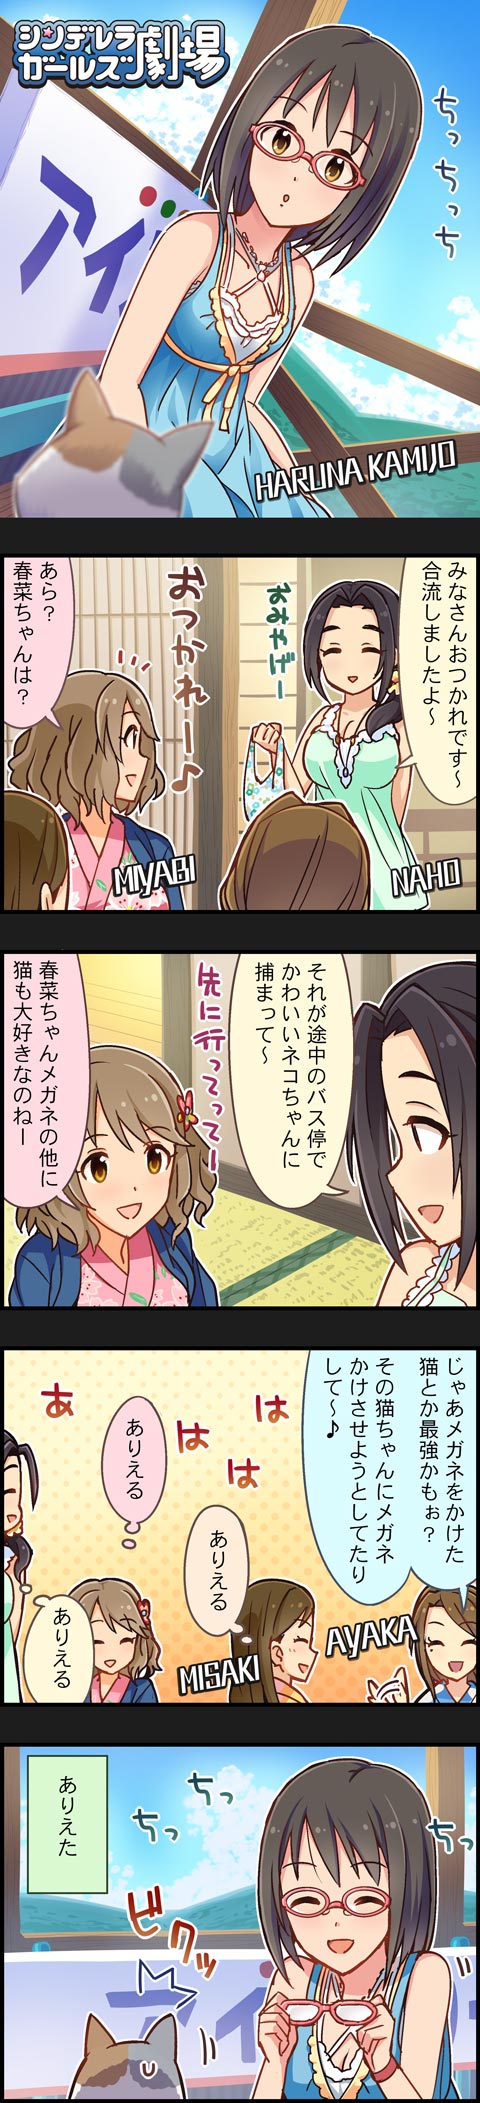 シンデレラ
ガールズ劇場
アイ
ちっちっち
HARUNA KAMIJO
みなさんおつかれです〜
合流しましたよ〜
おみやげー
おつかれー♪
あら？
春菜ちゃんは？
MIYABI
NAHO
それが途中のバス停で
かわいいネコちゃんに
捕まって〜
先に行ってってー
春菜ちゃんメガネの他に
猫も大好きなのねー
じゃあメガネをかけた
猫とか最強かもぉ？
その猫ちゃんにメガネ
かけさせようとしてたり
して〜♪
あ
は
は
は
ありえる
ありえる
ありえる
AYAKA
MISAKI
ありえた
ちっ
ちっ
ちっ
ビクッ
アイ